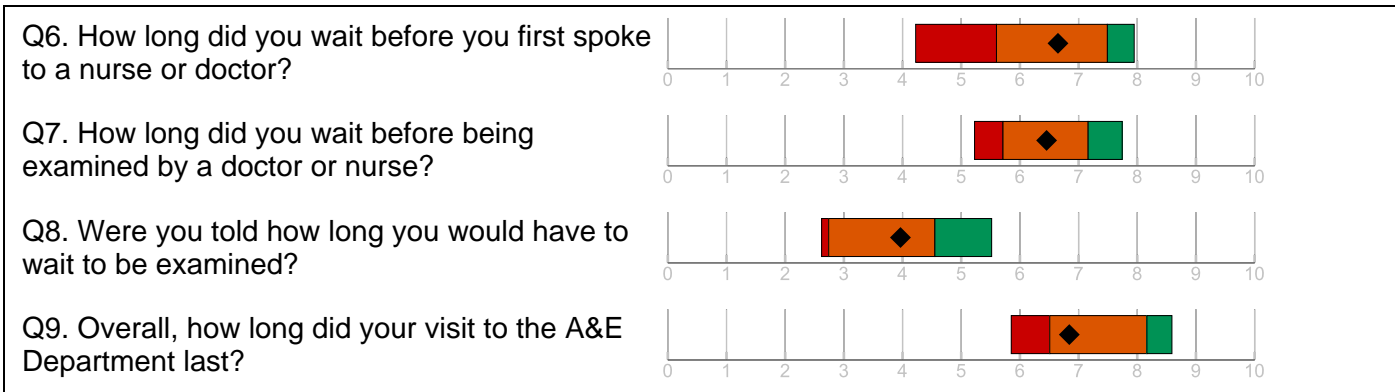 Q6. How long did you wait before you first spoke
to a nurse or doctor?
0 1 2 3 4 5 6 7 8 9 10
Q7. How long did you wait before being
examined by a doctor or nurse?
0 1 2 3 4 5 6 7 8 9 10
Q8. Were you told how long you would have to
wait to be examined?
0 1 2 3 4 5 6 7 8 9 10
Q9. Overall, how long did your visit to the A&E
Department last?
0 1 2 3 4 5 6 7 8 9 10